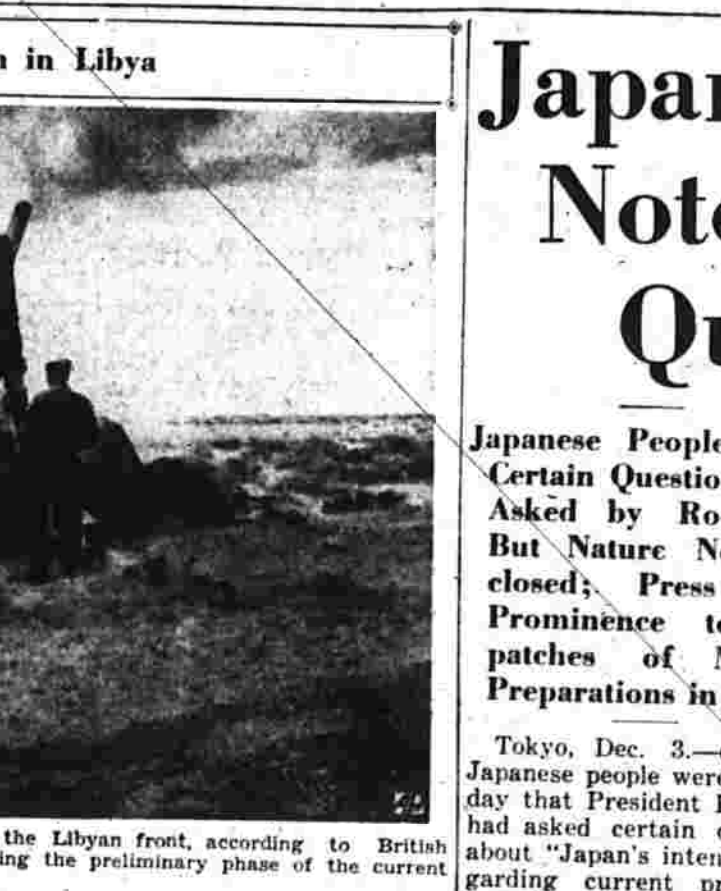 in Libya
the Libyan front, according to British
ing the preliminary phase of the current
Japan
Note
Qu
Japanese People
Certain Questio
Asked by Ro
But Nature N
closed; Press
Prominence t
patches of M
Preparations in
Tokyo, Dec. 3.—
Japanese people were
day that President
had asked certain
about "Japan's inten
garding current pr